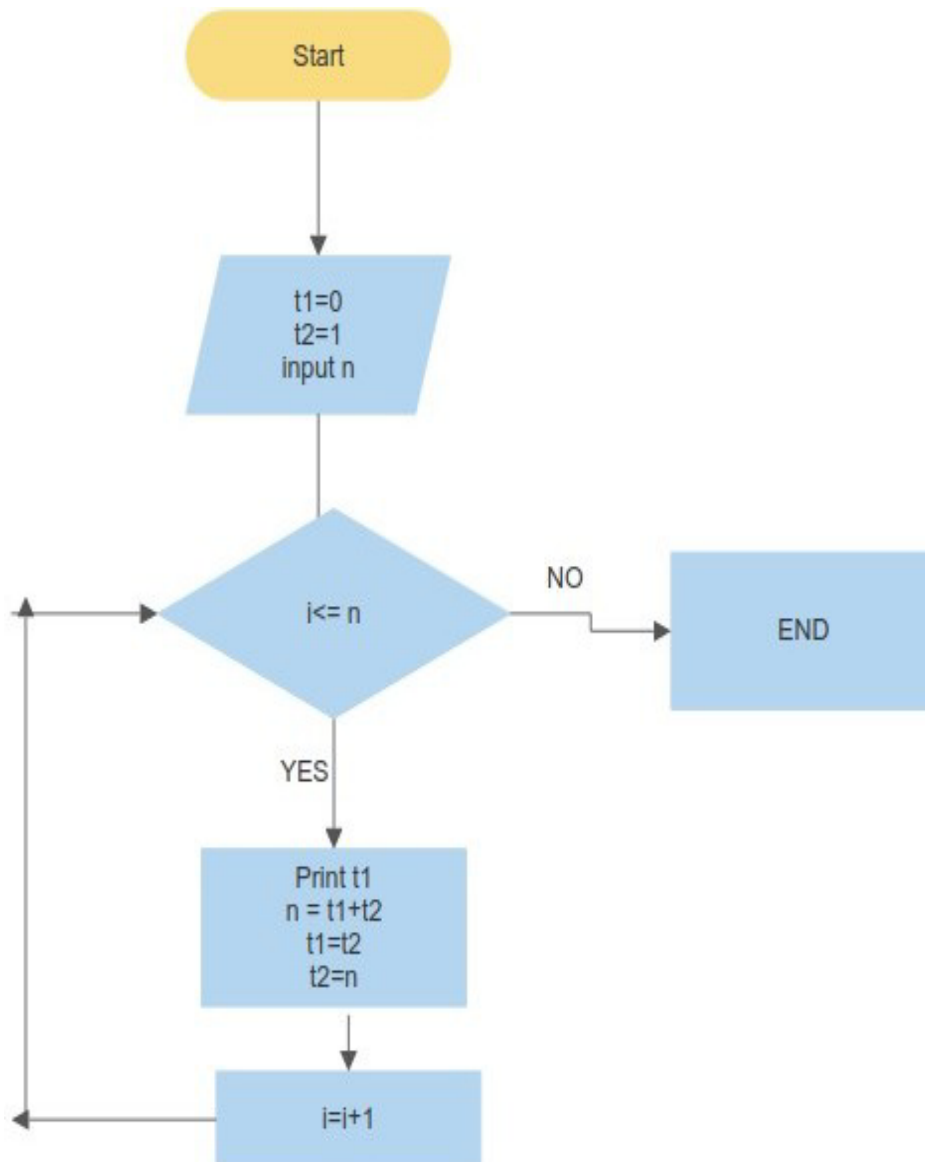 Start
t1=0
t2=1
input n
i<= n
NO
END
YES
Print t1
n = t1+t2
t1=t2
t2=n
i=i+1